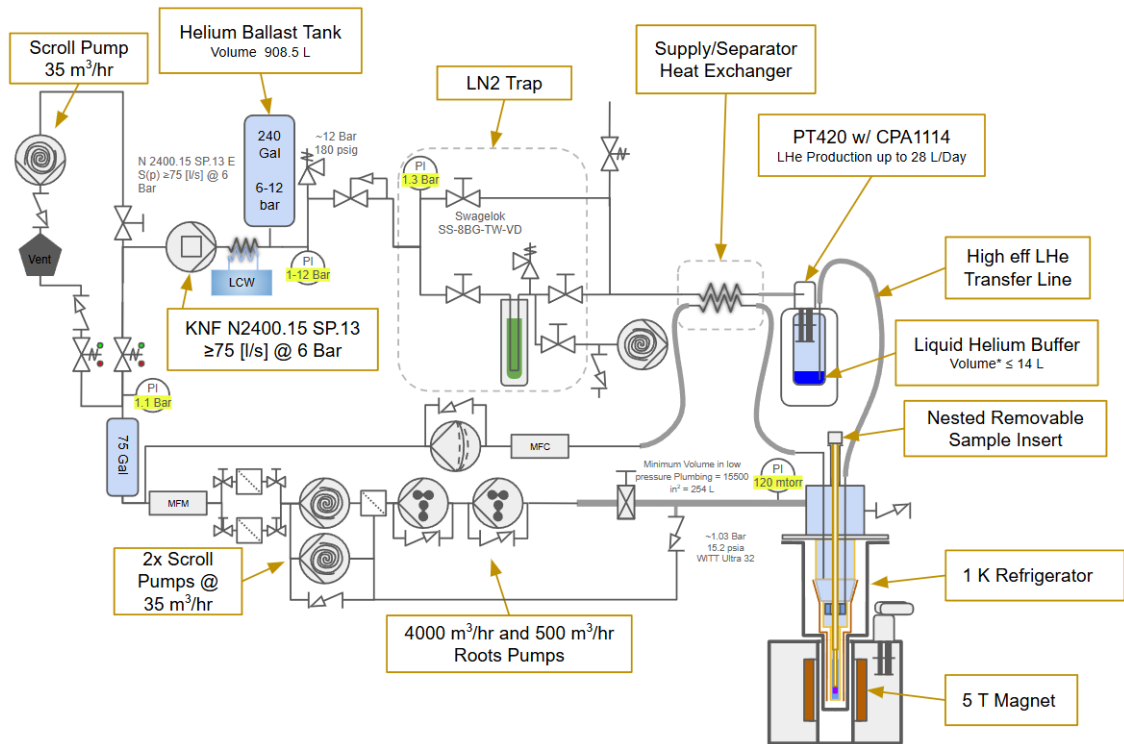 Scroll Pump
35 m³/hr
Helium Ballast Tank
Volume 908.5 L
LN2 Trap
Supply/Separator
Heat Exchanger
PT420 w/ CPA1114
LHe Production up to 28 L/Day
240
Gal
6-12
bar
~12 Bar
180 psig
N 2400.15 SP.13 E
S(p) ≥75 [l/s] @ 6
Bar
PI
1.3 Bar
Swagelok
SS-8BG-TW-VD
Vent
LCW
PI
1-12 Bar
High eff LHe
Transfer Line
KNF N2400.15 SP.13
≥75 [l/s] @ 6 Bar
Liquid Helium Buffer
Volume* ≤ 14 L
PI
1.1 Bar
75 Gal
MFC
Nested Removable
Sample Insert
Minimum Volume in low
pressure Plumbing = 15500
in³ = 254 L
PI
120 mtorr
MFM
~1.03 Bar
15.2 psia
WITT Ultra 32
2x Scroll
Pumps @
35 m³/hr
1 K Refrigerator
4000 m³/hr and 500 m³/hr
Roots Pumps
5 T Magnet